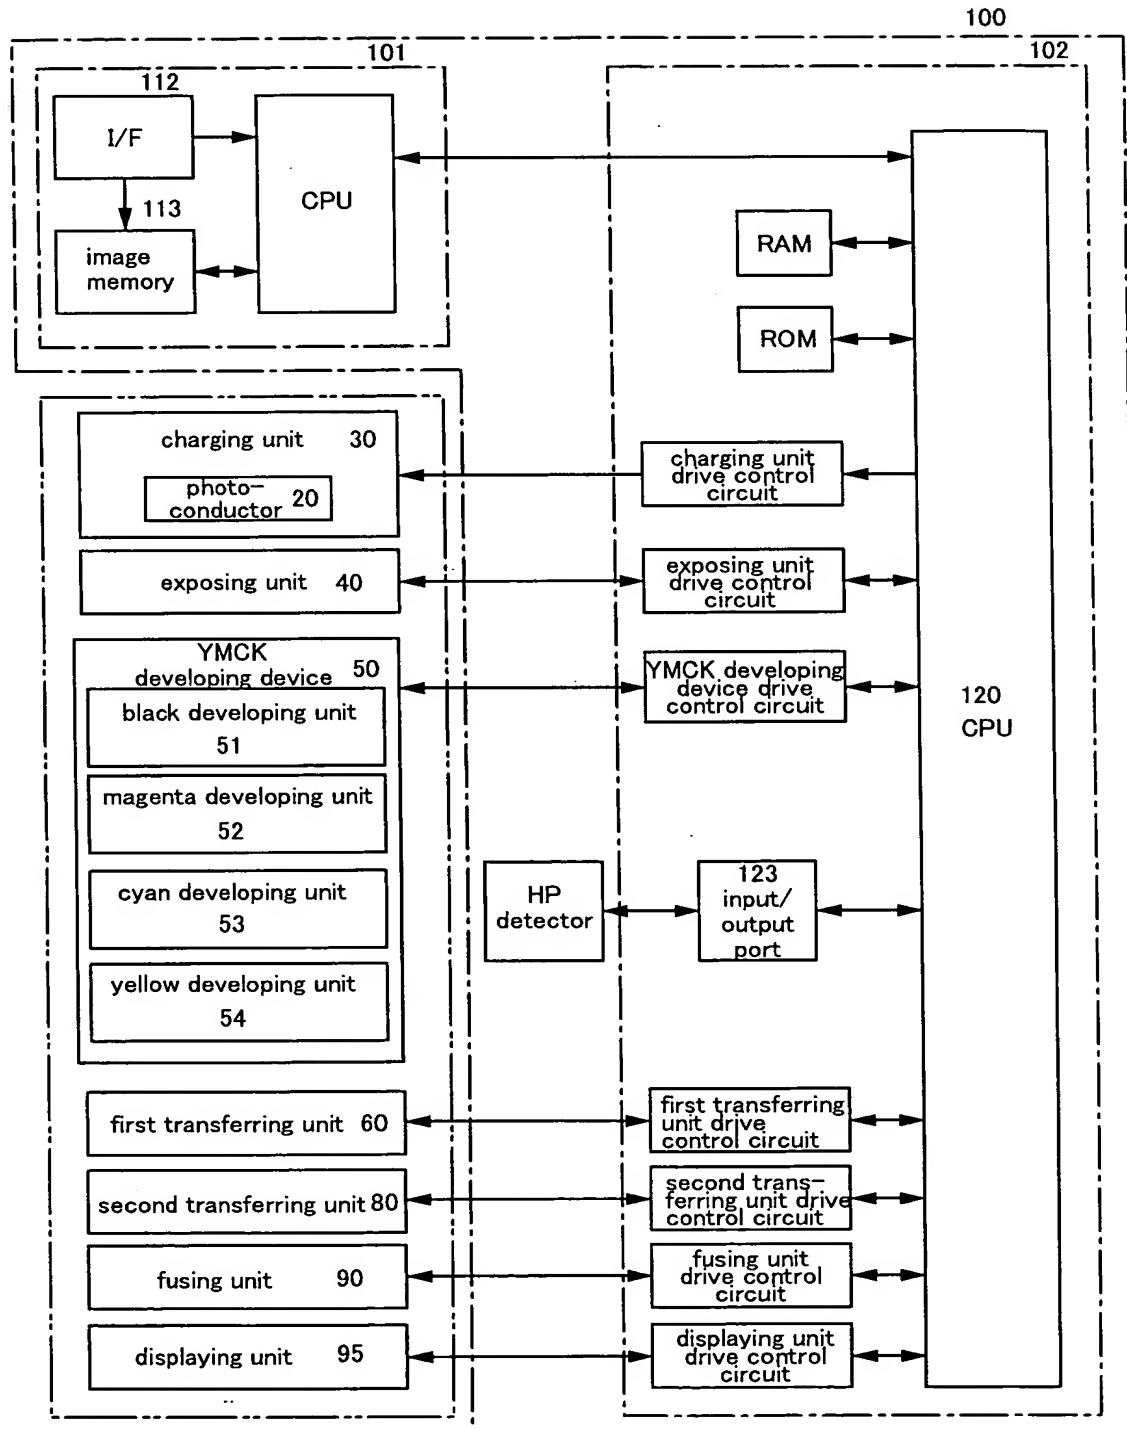 100
101
102
112
I/F
CPU
113
image
memory
RAM
ROM
charging unit 30
photo-
conductor 20
charging unit
drive control
circuit
exposing unit 40
exposing unit
drive control
circuit
YMCK
developing device 50
YMCK developing
device drive
control circuit
black developing unit
51
magenta developing unit
52
cyan developing unit
53
yellow developing unit
54
120
CPU
HP
detector
123
input/
output
port
first transferring unit 60
first transferring
unit drive
control circuit
second transferring unit 80
second trans-
ferring unit drive
control circuit
fusing unit 90
fusing unit
drive control
circuit
displaying unit 95
displaying unit
drive control
circuit